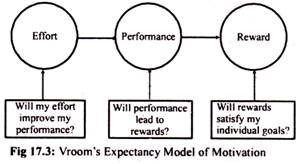 Effort
Performance
Reward
Will my effort
improve my
performance?
Will performance
lead to
rewards?
Will rewards
satisfy my
individual goals?
Fig 17.3: Vroom's Expectancy Model of Motivation